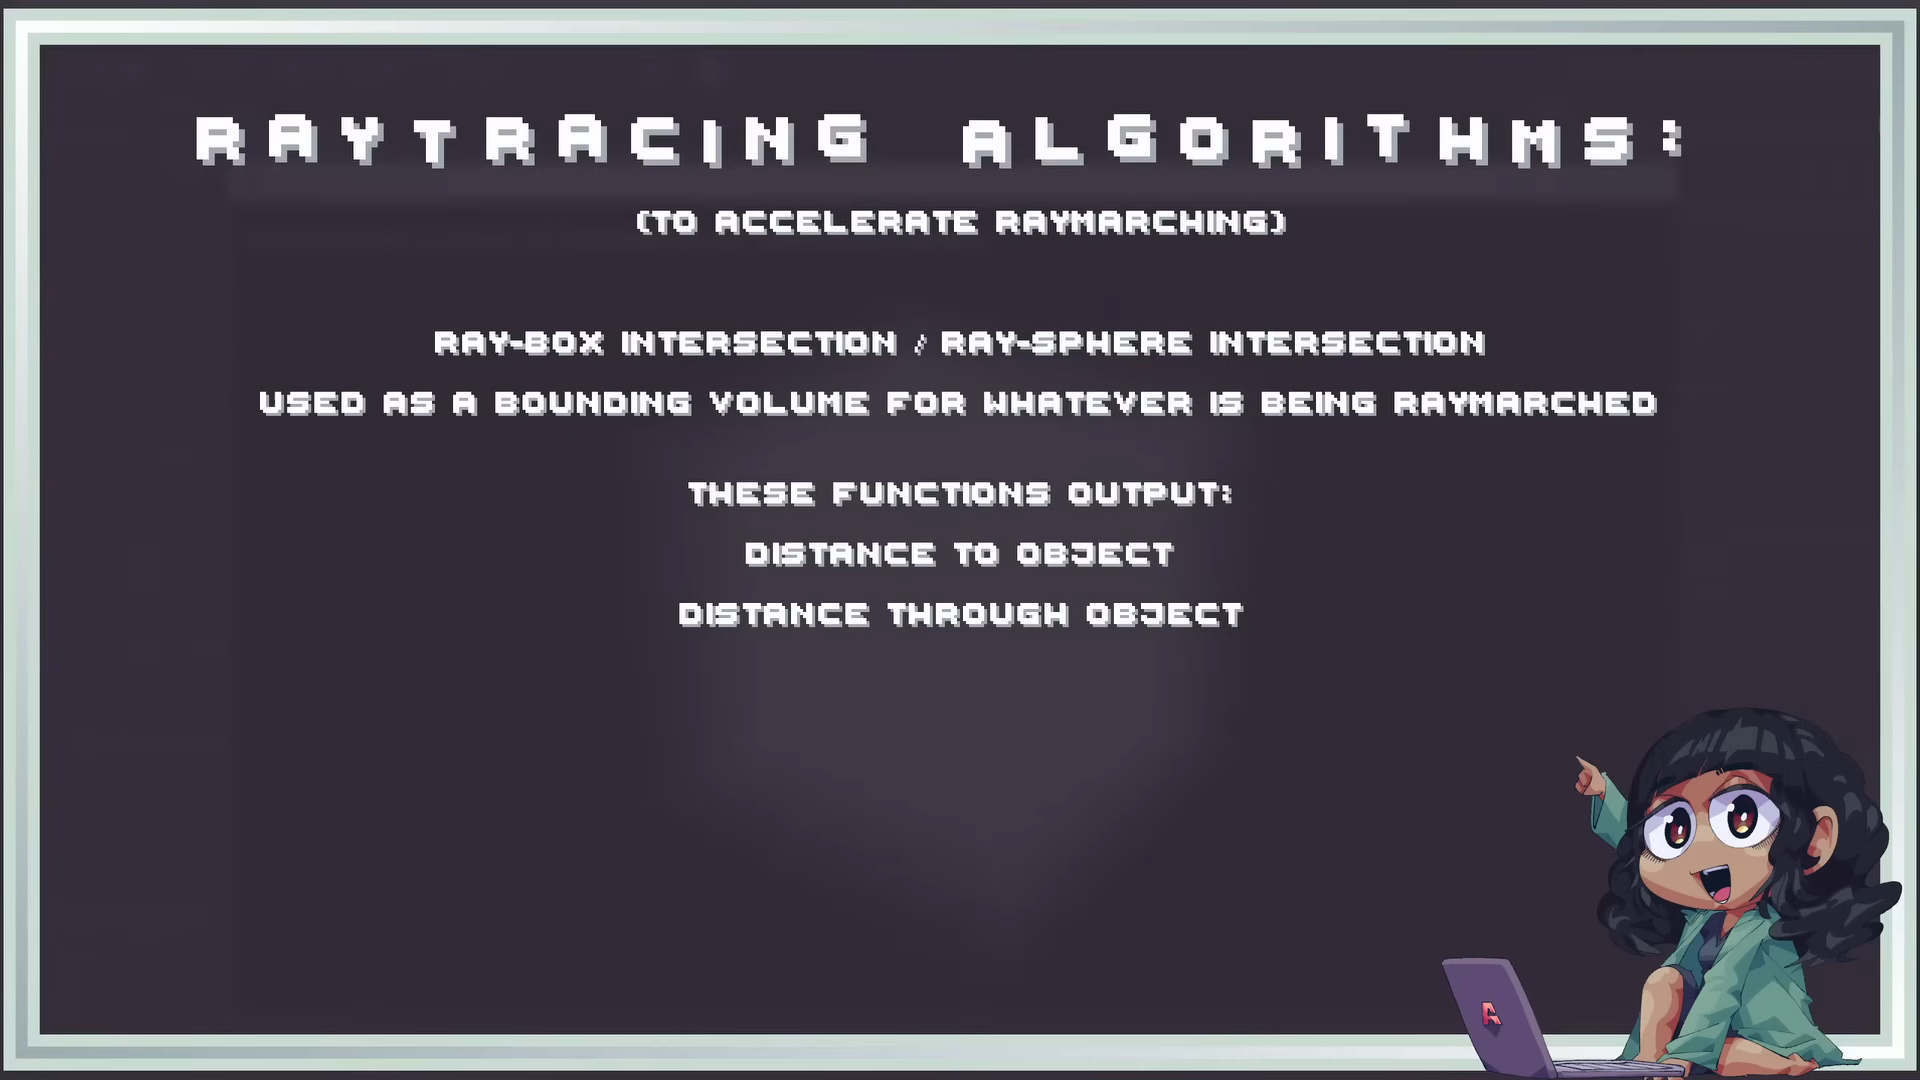 RAYTRACING ALGORITHMS:
(TO ACCELERATE RAYMARCHING)
RAY-BOX INTERSECTION / RAY-SPHERE INTERSECTION
USED AS A BOUNDING VOLUME FOR WHATEVER IS BEING RAYMARCHED
THESE FUNCTIONS OUTPUT:
DISTANCE TO OBJECT
DISTANCE THROUGH OBJECT
A